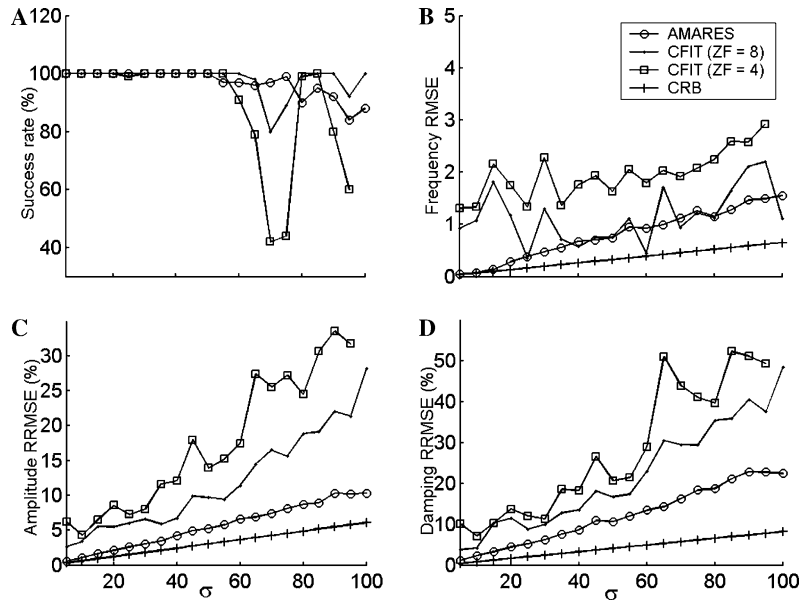 A
120
100
80
60
40
Success rate (%)
B
5
4
3
2
1
0
Frequency RMSE
AMARES
CFIT (ZF = 8)
CFIT (ZF = 4)
CRB
C
30
25
20
15
10
5
0
Amplitude RRMSE (%)
20
40
60
80
100
σ
D
50
40
30
20
10
0
Damping RRMSE (%)
20
40
60
80
100
σ